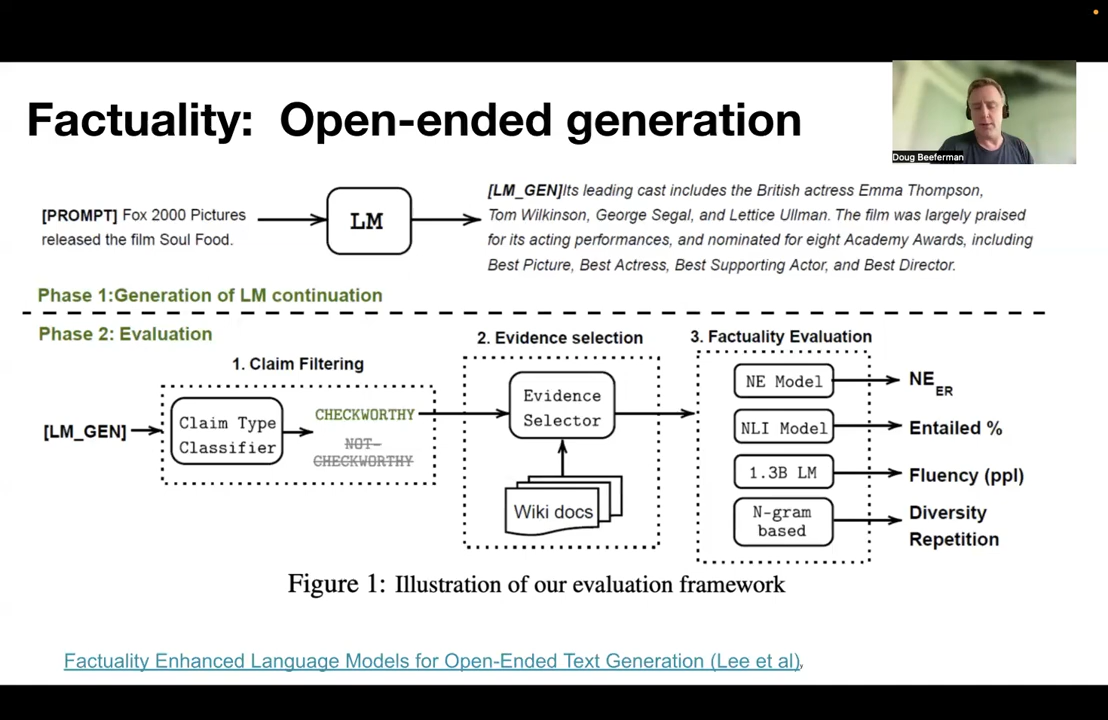 Factuality: Open-ended generation
Doug Beeferman
[PROMPT] Fox 2000 Pictures
released the film Soul Food.
LM
[LM_GEN]Its leading cast includes the British actress Emma Thompson,
Tom Wilkinson, George Segal, and Lettice Ullman. The film was largely praised
for its acting performances, and nominated for eight Academy Awards, including
Best Picture, Best Actress, Best Supporting Actor, and Best Director.
Phase 1:Generation of LM continuation
Phase 2: Evaluation
1. Claim Filtering
[LM_GEN]
Claim Type
Classifier
CHECKWORTHY
NOT-
CHECKWORTHY
2. Evidence selection
Evidence
Selector
Wiki docs
3. Factuality Evaluation
NE Model
NE ER
NLI Model
Entailed %
1.3B LM
Fluency (ppl)
N-gram
based
Diversity
Repetition
Figure 1: Illustration of our evaluation framework
Factuality Enhanced Language Models for Open-Ended Text Generation (Lee et al),